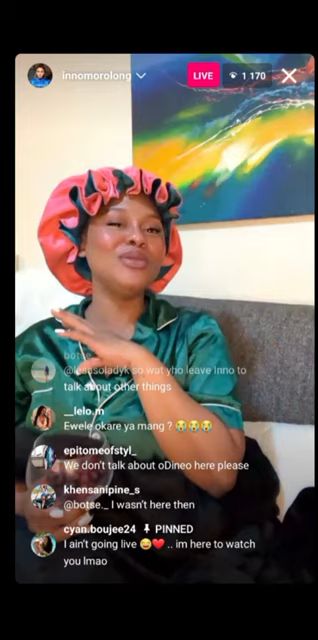 innomorolong
LIVE
1 170
botse._
@lesasoladyk so wat yho leave Inno to
talk about other things
__lelo.m
Ewele okare ya mang ? 😭😭😭
epitomeofstyl_
We don't talk about oDineo here please
khensanipine_s
@botse._ I wasn't here then
cyan.boujee24 📌 PINNED
I ain't going live 😅❤️ .. im here to watch
you lmao